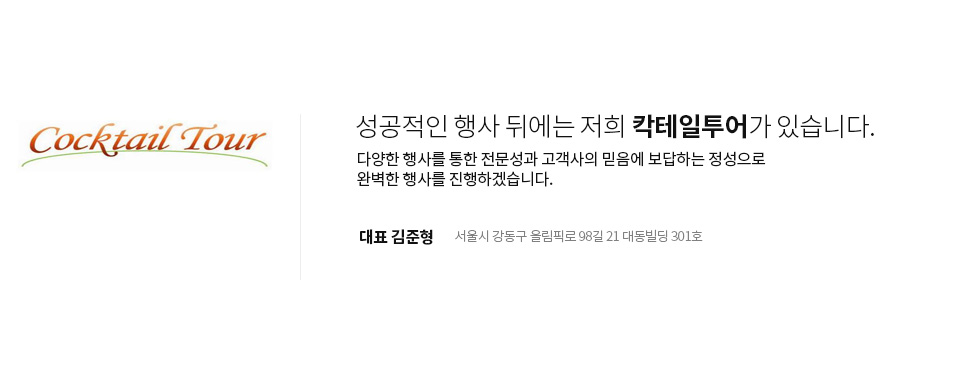 Cocktail Tour
성공적인 행사 뒤에는 저희 칵테일투어가 있습니다.
다양한 행사를 통한 전문성과 고객사의 믿음에 보답하는 정성으로
완벽한 행사를 진행하겠습니다.
대표 김준형 서울시 강동구 올림픽로 98길 21 대동빌딩 301호